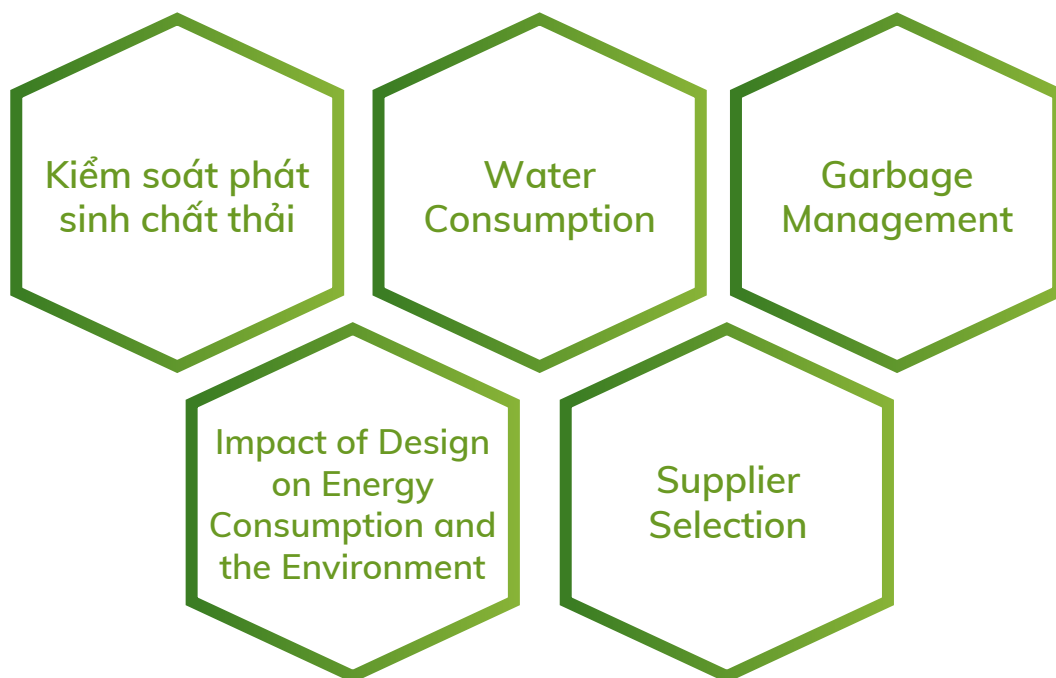 Kiểm soát phát
sinh chất thải
Water
Consumption
Garbage
Management
Impact of Design
on Energy
Consumption and
the Environment
Supplier
Selection